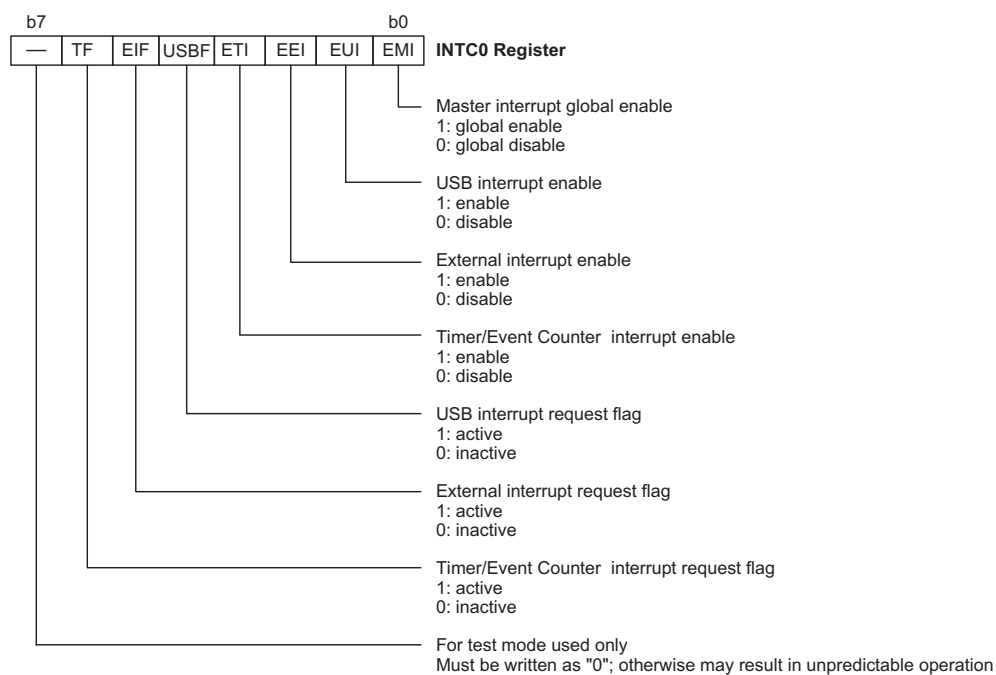 b7 b0
— TF EIF USBF ETI EEI EUI EMI INTC0 Register
Master interrupt global enable
1: global enable
0: global disable
USB interrupt enable
1: enable
0: disable
External interrupt enable
1: enable
0: disable
Timer/Event Counter interrupt enable
1: enable
0: disable
USB interrupt request flag
1: active
0: inactive
External interrupt request flag
1: active
0: inactive
Timer/Event Counter interrupt request flag
1: active
0: inactive
For test mode used only
Must be written as "0"; otherwise may result in unpredictable operation